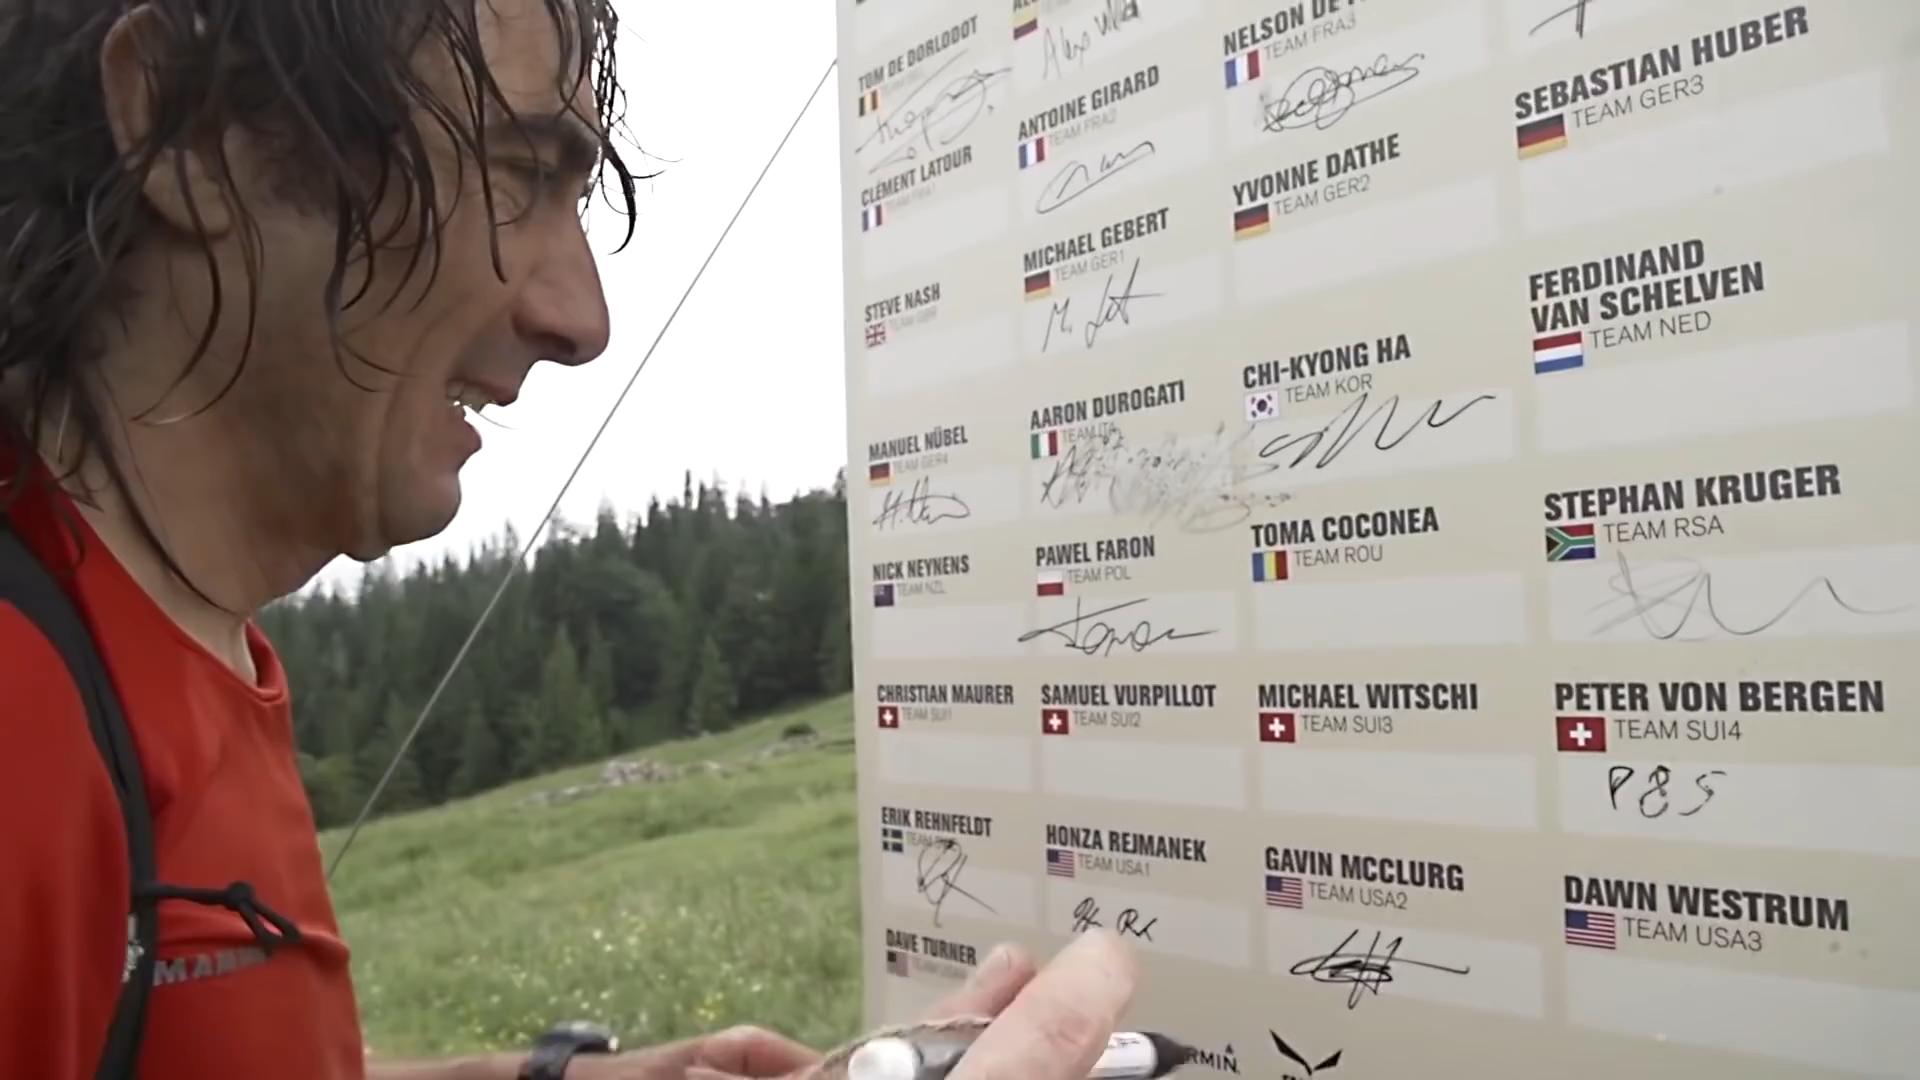 TOM DE DORLODOT
CLÉMENT LATOUR
TEAM FRA1
STEVE NASH
TEAM GBR
MANUEL NÜBEL
TEAM GER4
NICK NEYNENS
TEAM NZL
CHRISTIAN MAURER
TEAM SUI1
ERIK REHNFELDT
DAVE TURNER
ANTOINE GIRARD
TEAM FRA2
MICHAEL GEBERT
TEAM GER1
AARON DUROGATI
TEAM ITA
PAWEL FARON
TEAM POL
SAMUEL VURPILLOT
TEAM SUI2
HONZA REJMANEK
TEAM USA1
NELSON DE
TEAM FRA3
YVONNE DATHE
TEAM GER2
CHI-KYONG HA
TEAM KOR
TOMA COCONEA
TEAM ROU
MICHAEL WITSCHI
TEAM SUI3
GAVIN MCCLURG
TEAM USA2
SEBASTIAN HUBER
TEAM GER3
FERDINAND
VAN SCHELVEN
TEAM NED
STEPHAN KRUGER
TEAM RSA
PETER VON BERGEN
TEAM SUI4
DAWN WESTRUM
TEAM USA3